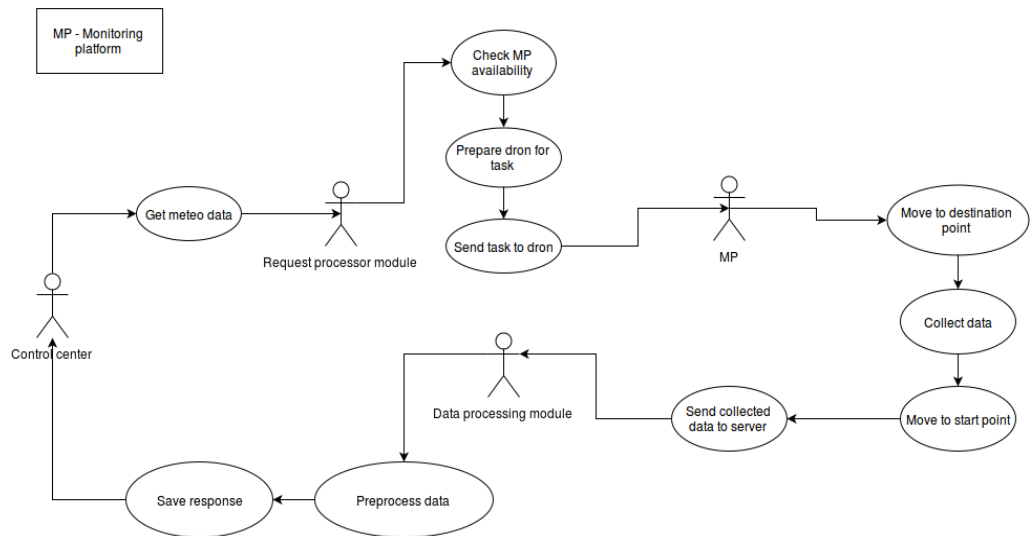 MP - Monitoring
platform
Check MP
availability
Prepare dron for
task
Send task to dron
Get meteo data
Request processor module
MP
Move to destination
point
Collect data
Move to start point
Send collected
data to server
Data processing module
Preprocess data
Save response
Control center